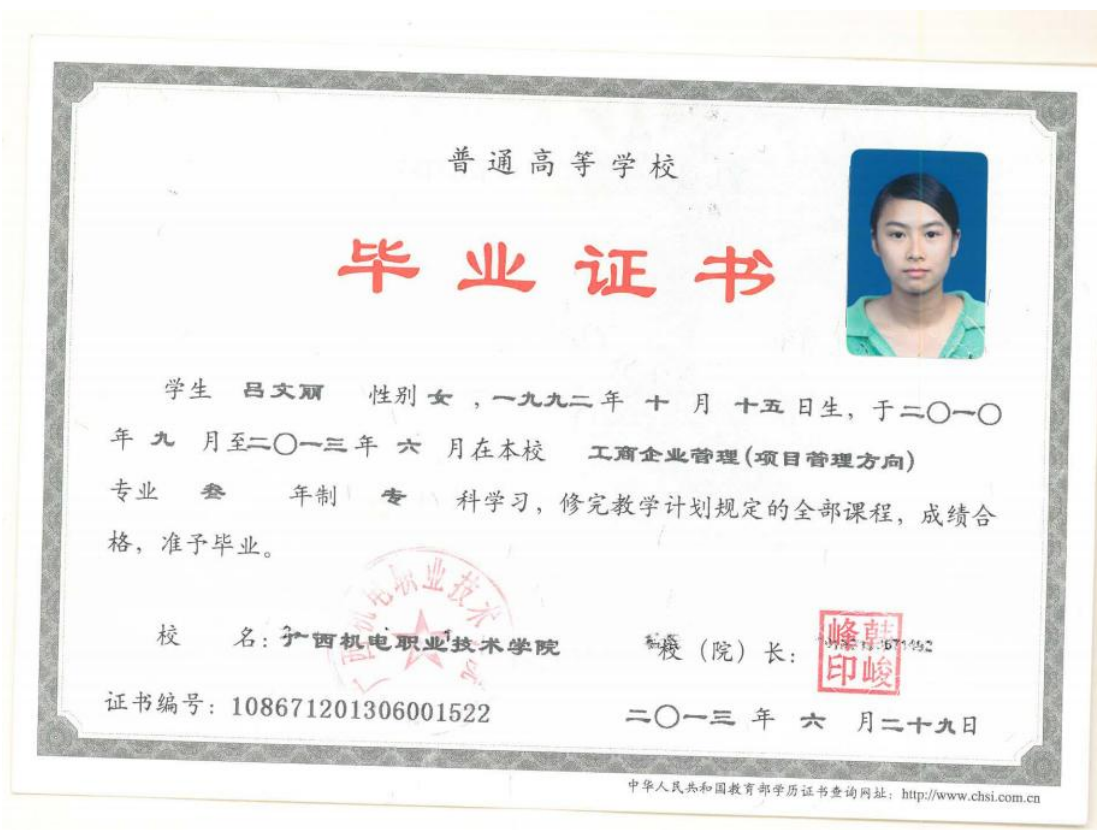 普通高等学校
毕业证书
学生 吕文丽 性别 女 ，一九九二 年 十 月 十五 日生，于二〇一〇
年 九 月至二〇一三 年 六 月在本校 工商企业管理(项目管理方向)
专业 叁 年制 专 科学习，修完教学计划规定的全部课程，成绩合
格，准予毕业。
校 名：广西机电职业技术学院 校（院）长：
韩峻峰印
证书编号：108671201306001522 二〇一三 年 六 月二十九日
中华人民共和国教育部学历证书查询网址：http://www.chsi.com.cn